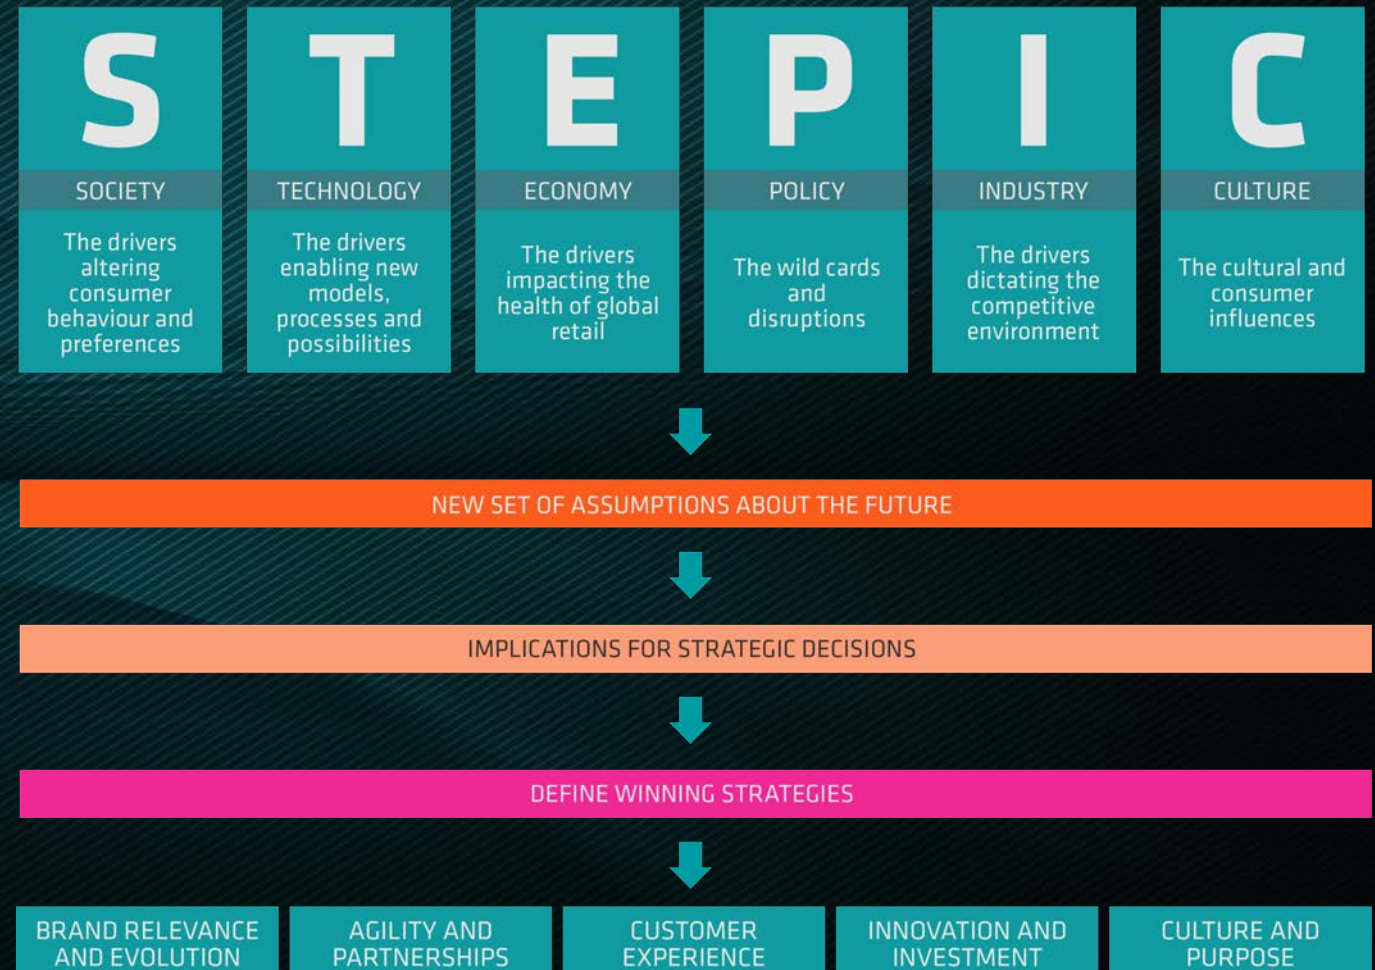 S
T
E
P
I
C
SOCIETY
TECHNOLOGY
ECONOMY
POLICY
INDUSTRY
CULTURE
The drivers
altering
consumer
behaviour and
preferences
The drivers
enabling new
models,
processes and
possibilities
The drivers
impacting the
health of global
retail
The wild cards
and
disruptions
The drivers
dictating the
competitive
environment
The cultural and
consumer
influences
NEW SET OF ASSUMPTIONS ABOUT THE FUTURE
IMPLICATIONS FOR STRATEGIC DECISIONS
DEFINE WINNING STRATEGIES
BRAND RELEVANCE
AND EVOLUTION
AGILITY AND
PARTNERSHIPS
CUSTOMER
EXPERIENCE
INNOVATION AND
INVESTMENT
CULTURE AND
PURPOSE